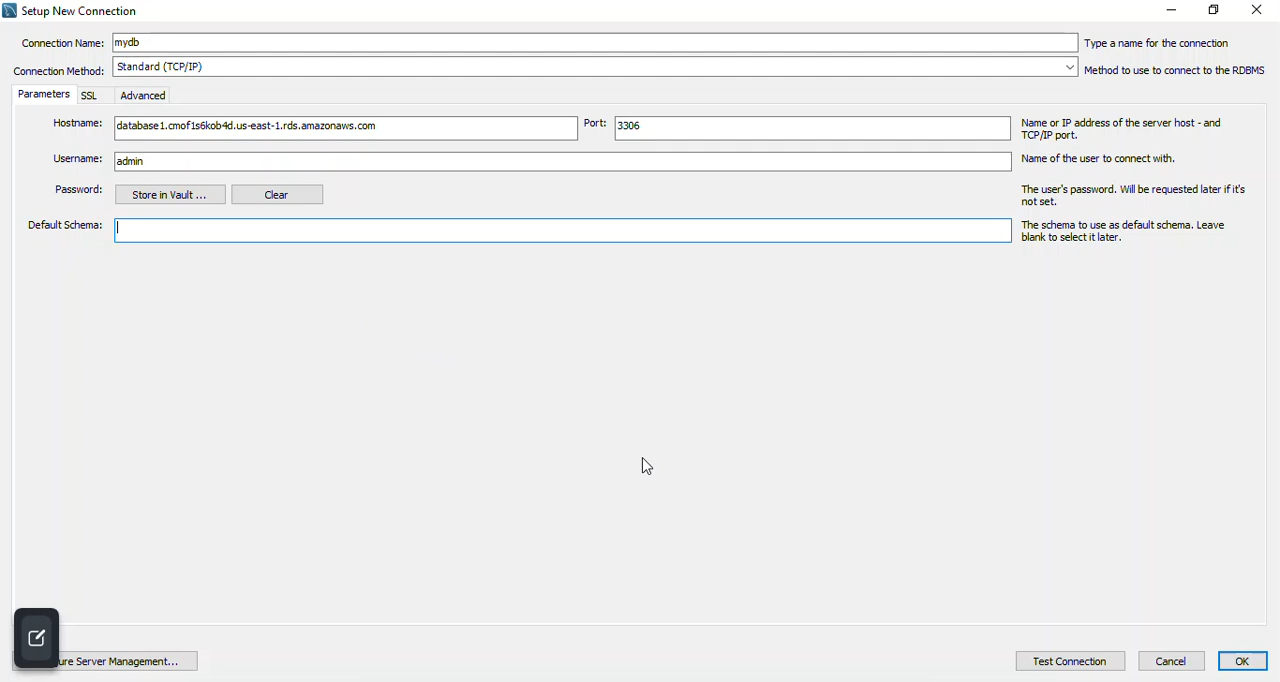 Setup New Connection
Connection Name: mydb Type a name for the connection
Connection Method: Standard (TCP/IP) Method to use to connect to the RDBMS
Parameters SSL Advanced
Hostname: database1.cmof1s6kob4d.us-east-1.rds.amazonaws.com Port: 3306 Name or IP address of the server host - and
TCP/IP port.
Username: admin Name of the user to connect with.
Password: Store in Vault ... Clear The user's password. Will be requested later if it's
not set.
Default Schema: The schema to use as default schema. Leave
blank to select it later.
ure Server Management... Test Connection Cancel OK